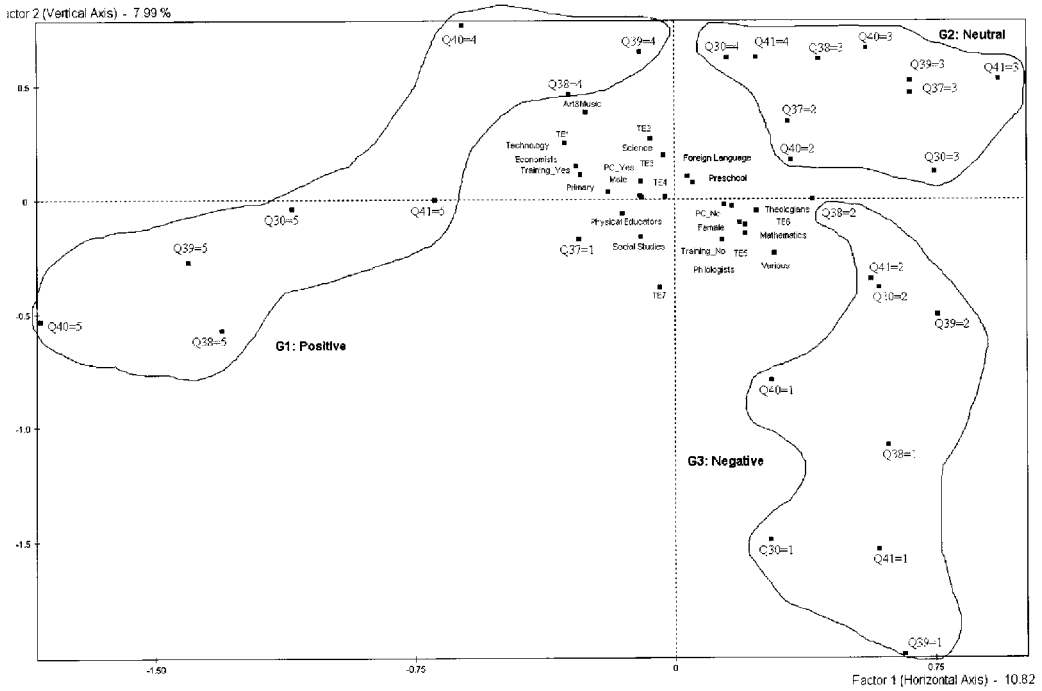 ictor 2 (Vertical Axis) - 7.99 %
Q40=4
Q39=4
Q30=4
Q41=4
Q38=3
Q40=3
G2: Neutral
Q39=3
Q41=3
Q37=3
0.5
Q38=4
Art&Music
Q37=2
TE1
TE2
Technology
Science
Q40=2
Economists
TE3
Foreign Language
Training_Yes
PC_Yes
Q30=3
Primary
Male
TE4
Preschool
0
Q30=5
Q41=5
Physical Educators
PC_No
Theologians
Q38=2
Female
TE6
Q39=5
Q37=1
Social Studies
Mathematics
Training_No
TE5
Philologists
Various
Q41=2
TE7
Q30=2
-0.5
Q40=5
Q38=5
G1: Positive
Q39=2
Q40=1
-1.0
Q38=1
G3: Negative
-1.5
Q30=1
Q41=1
Q39=1
-1.50
-0.75
0
0.75
Factor 1 (Horizontal Axis) - 10.82